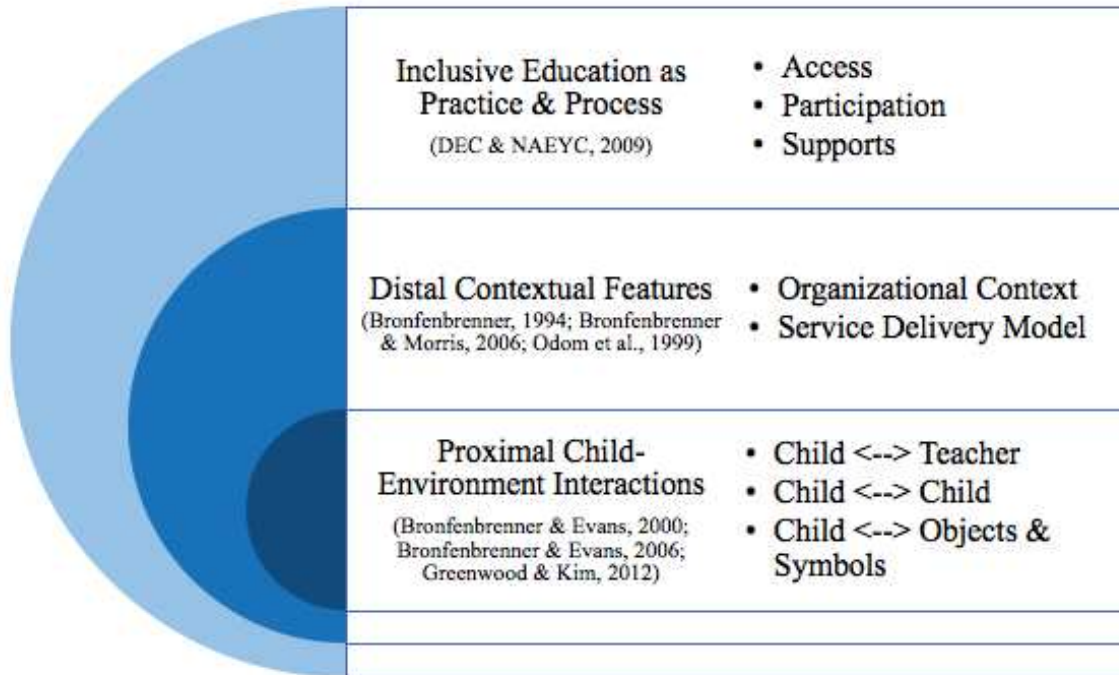 Inclusive Education as
Practice & Process
(DEC & NAEYC, 2009)
• Access
• Participation
• Supports
Distal Contextual Features
(Bronfenbrenner, 1994; Bronfenbrenner
& Morris, 2006; Odom et al., 1999)
• Organizational Context
• Service Delivery Model
Proximal Child-
Environment Interactions
(Bronfenbrenner & Evans, 2000;
Bronfenbrenner & Evans, 2006;
Greenwood & Kim, 2012)
• Child <--> Teacher
• Child <--> Child
• Child <--> Objects &
Symbols